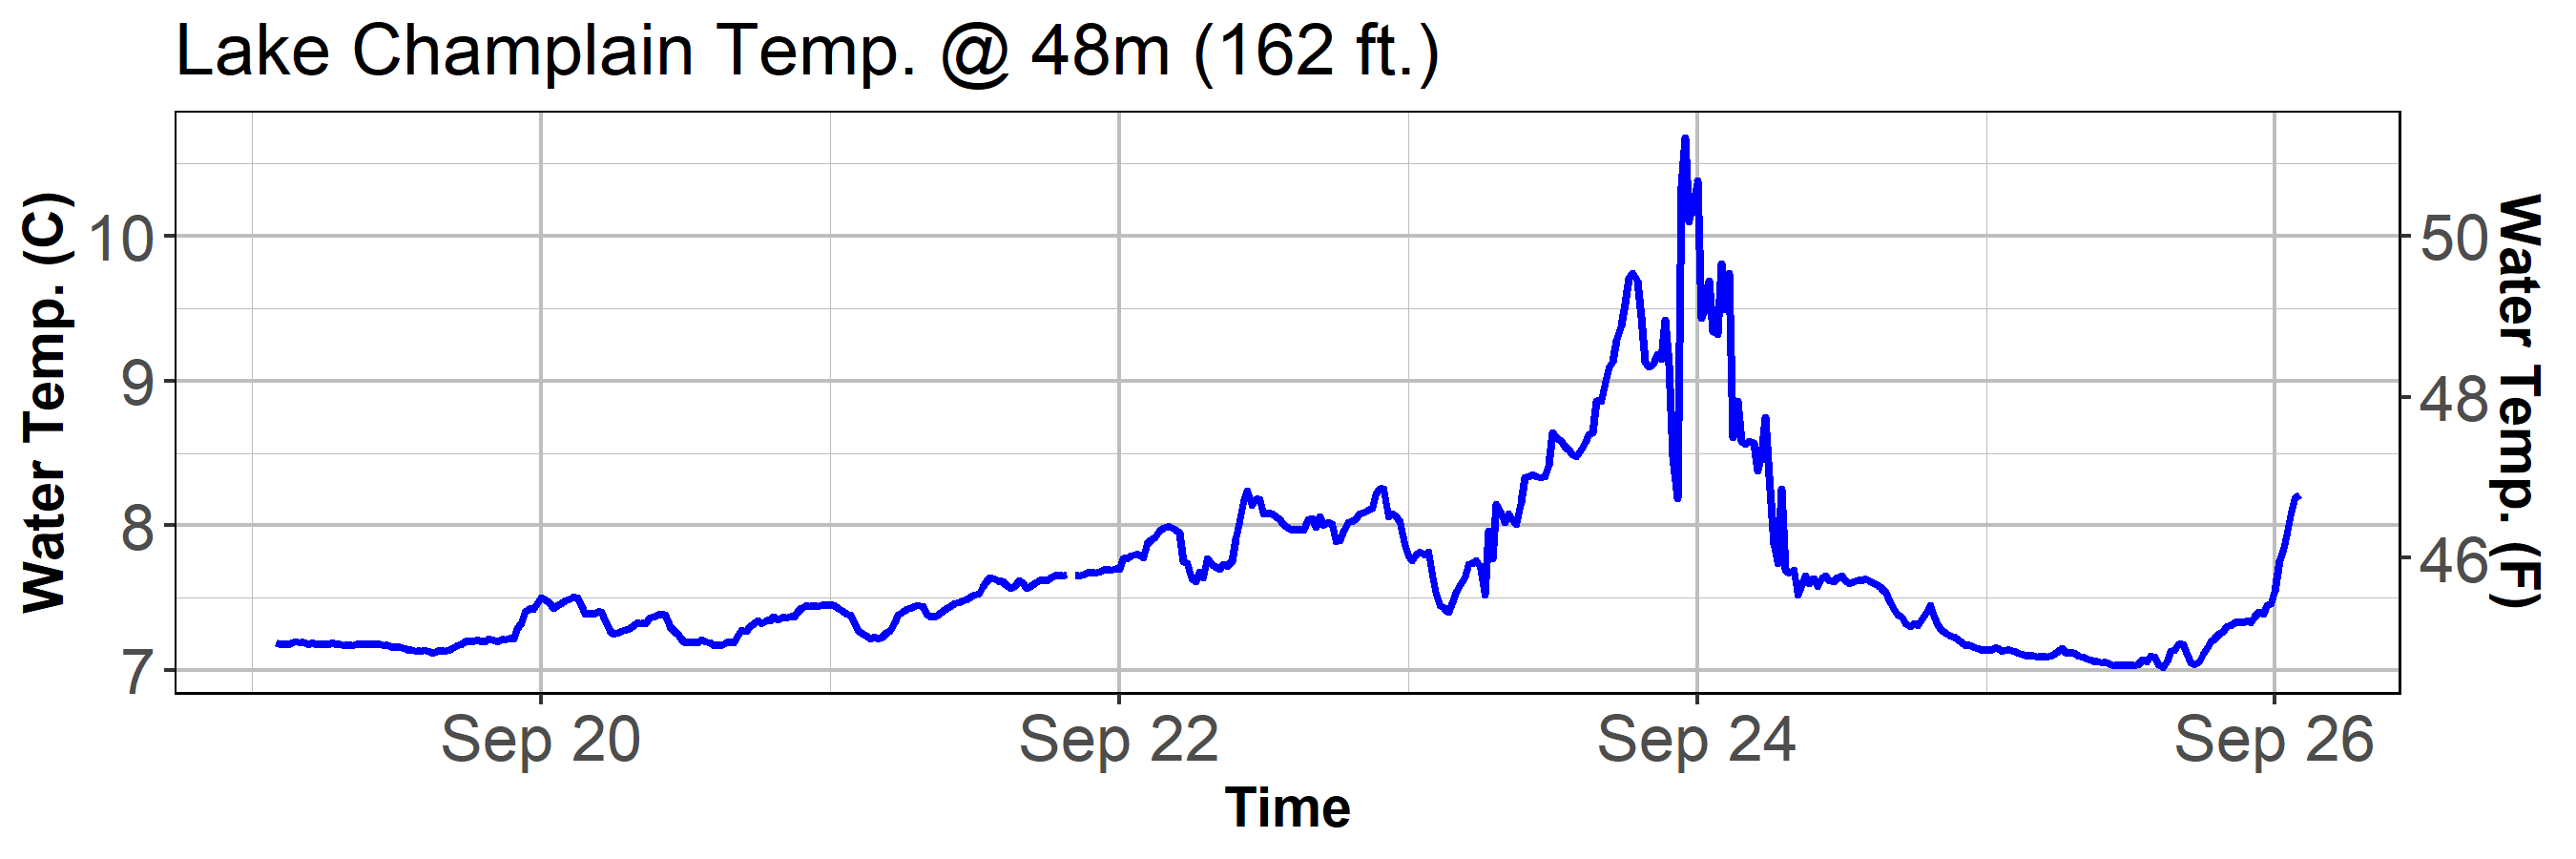 Lake Champlain Temp. @ 48m (162 ft.)
Water Temp. (C)
10
9
8
7
50
48
46
Water Temp. (F)
Sep 20
Sep 22
Sep 24
Sep 26
Time